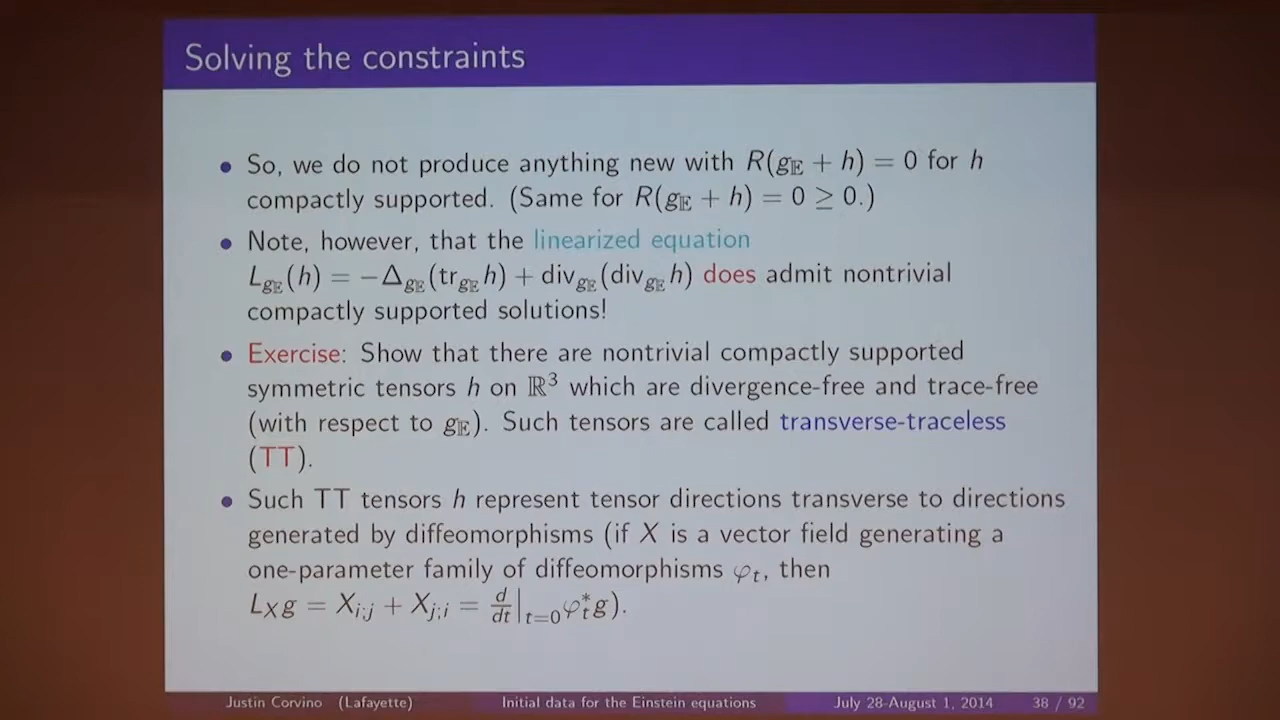 Solving the constraints
• So, we do not produce anything new with R(g𝔼 + h) = 0 for h
compactly supported. (Same for R(g𝔼 + h) = 0 ≥ 0.)
• Note, however, that the linearized equation
L_{g𝔼}(h) = −Δ_{g𝔼}(tr_{g𝔼}h) + div_{g𝔼}(div_{g𝔼}h) does admit nontrivial
compactly supported solutions!
• Exercise: Show that there are nontrivial compactly supported
symmetric tensors h on ℝ³ which are divergence-free and trace-free
(with respect to g𝔼). Such tensors are called transverse-traceless
(TT).
• Such TT tensors h represent tensor directions transverse to directions
generated by diffeomorphisms (if X is a vector field generating a
one-parameter family of diffeomorphisms φ_t, then
L_X g = X_{i;j} + X_{j;i} = d/dt|_{t=0} φ_t^* g).
Justin Corvino (Lafayette) Initial data for the Einstein equations July 28-August 1, 2014 38 / 92